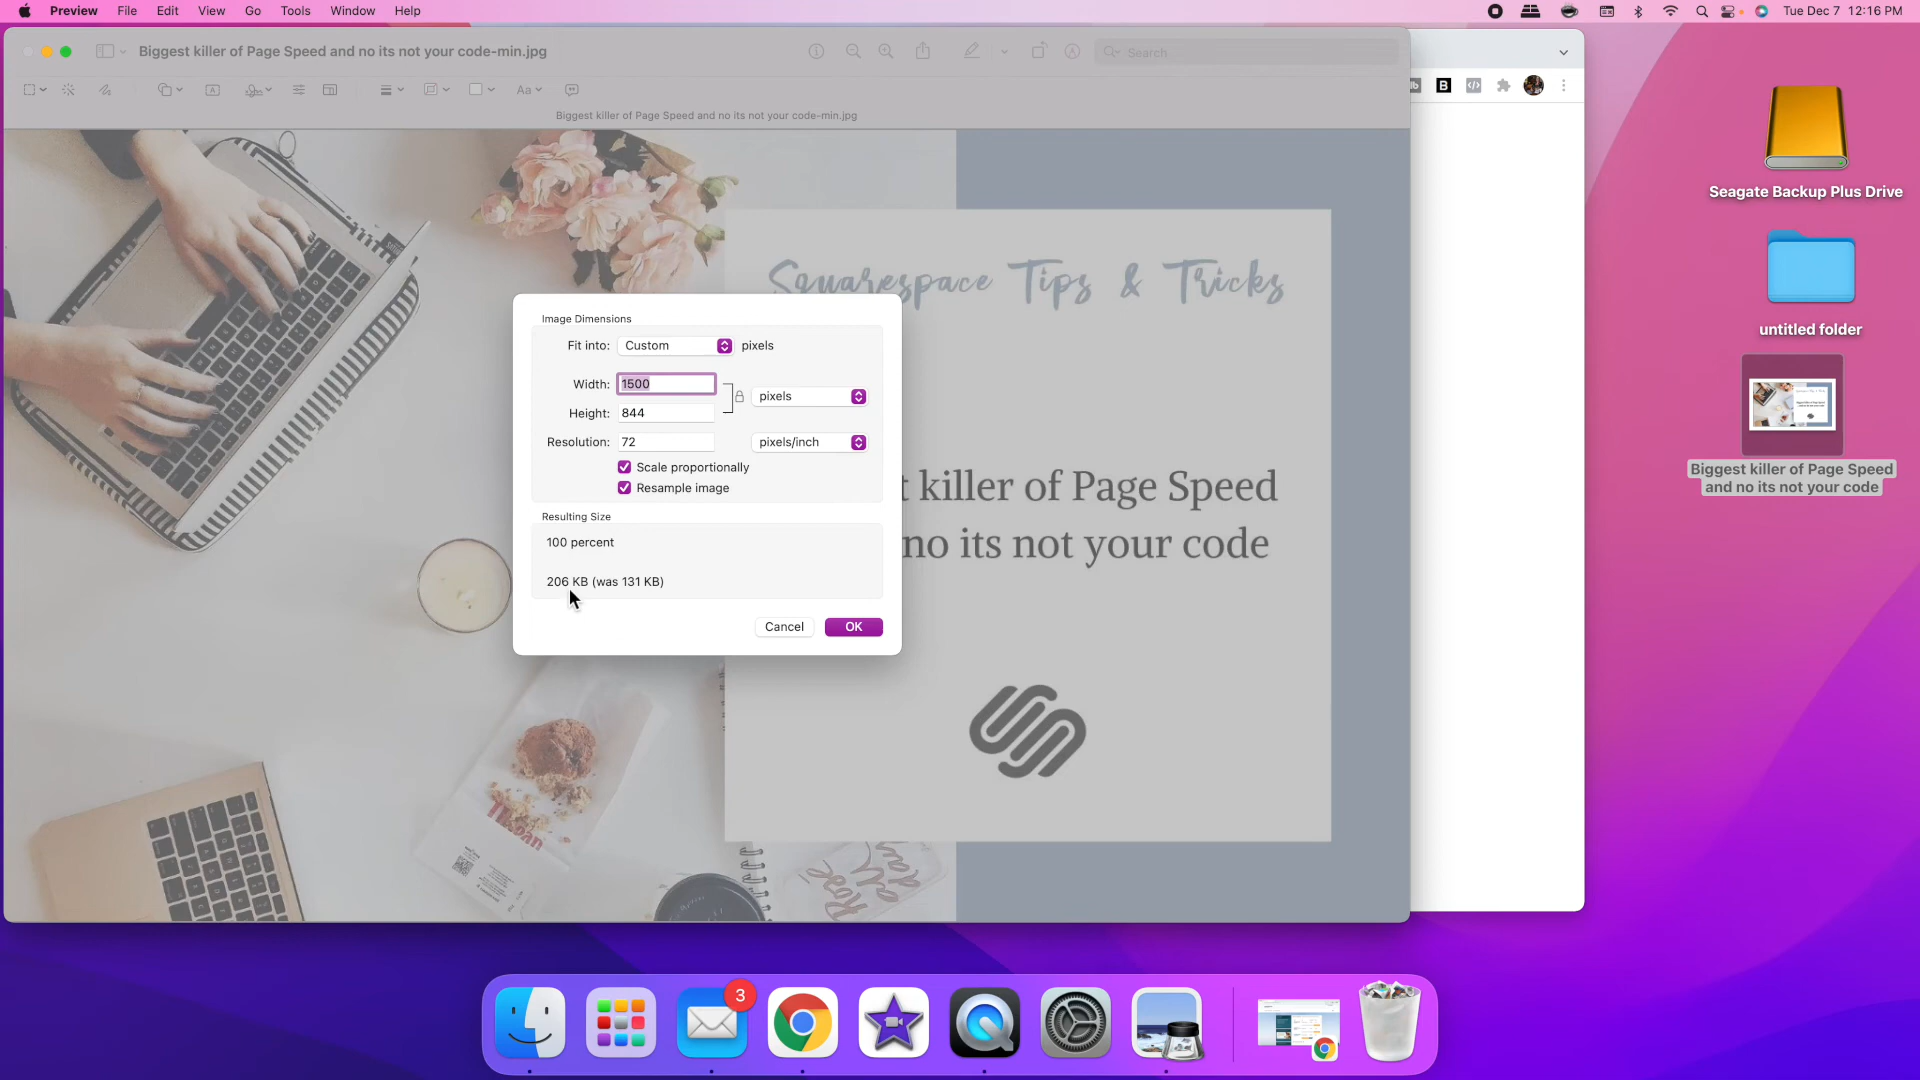 Preview File Edit View Go Tools Window Help
Tue Dec 7 12:16 PM
Biggest killer of Page Speed and no its not your code-min.jpg
Search
Aa
Biggest killer of Page Speed and no its not your code-min.jpg
B
Seagate Backup Plus Drive
untitled folder
Biggest killer of Page Speed
and no its not your code
Squarespace Tips & Tricks
t killer of Page Speed
no its not your code
Image Dimensions
Fit into: Custom pixels
Width: 1500
pixels
Height: 844
Resolution: 72 pixels/inch
Scale proportionally
Resample image
Resulting Size
100 percent
206 KB (was 131 KB)
Cancel OK
3